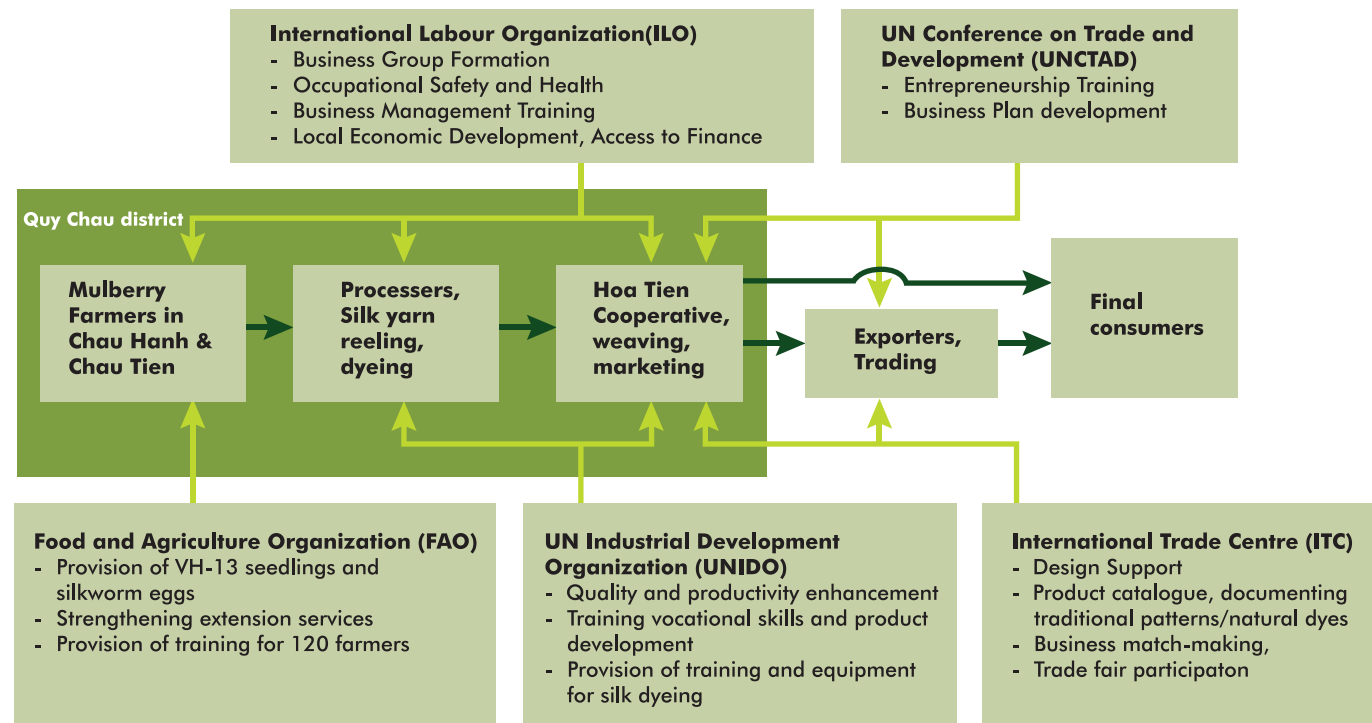 International Labour Organization(ILO)
- Business Group Formation
- Occupational Safety and Health
- Business Management Training
- Local Economic Development, Access to Finance
UN Conference on Trade and
Development (UNCTAD)
- Entrepreneurship Training
- Business Plan development
Quy Chau district
Mulberry
Farmers in
Chau Hanh &
Chau Tien
Processers,
Silk yarn
reeling,
dyeing
Hoa Tien
Cooperative,
weaving,
marketing
Exporters,
Trading
Final
consumers
Food and Agriculture Organization (FAO)
- Provision of VH-13 seedlings and
silkworm eggs
- Strengthening extension services
- Provision of training for 120 farmers
UN Industrial Development
Organization (UNIDO)
- Quality and productivity enhancement
- Training vocational skills and product
development
- Provision of training and equipment
for silk dyeing
International Trade Centre (ITC)
- Design Support
- Product catalogue, documenting
traditional patterns/natural dyes
- Business match-making,
- Trade fair participaton